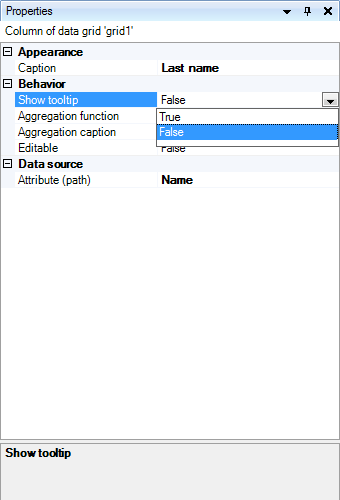 Properties
Column of data grid 'grid1'
Appearance
Caption Last name
Behavior
Show tooltip False
Aggregation function True
Aggregation caption False
Editable False
Data source
Attribute (path) Name
Show tooltip